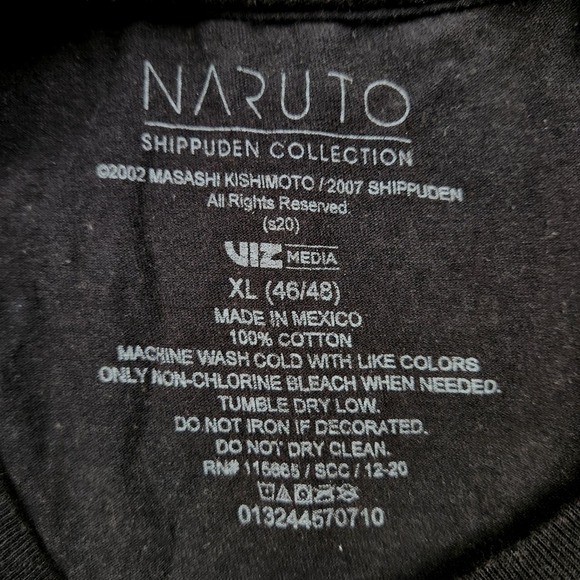 NARUTO
SHIPPUDEN COLLECTION
©2002 MASASHI KISHIMOTO / 2007 SHIPPUDEN
All Rights Reserved.
(s20)
VIZ MEDIA
XL (46/48)
MADE IN MEXICO
100% COTTON
MACHINE WASH COLD WITH LIKE COLORS
ONLY NON-CHLORINE BLEACH WHEN NEEDED.
TUMBLE DRY LOW.
DO NOT IRON IF DECORATED.
DO NOT DRY CLEAN.
RN# 115665 / SCC / 12-20
013244570710